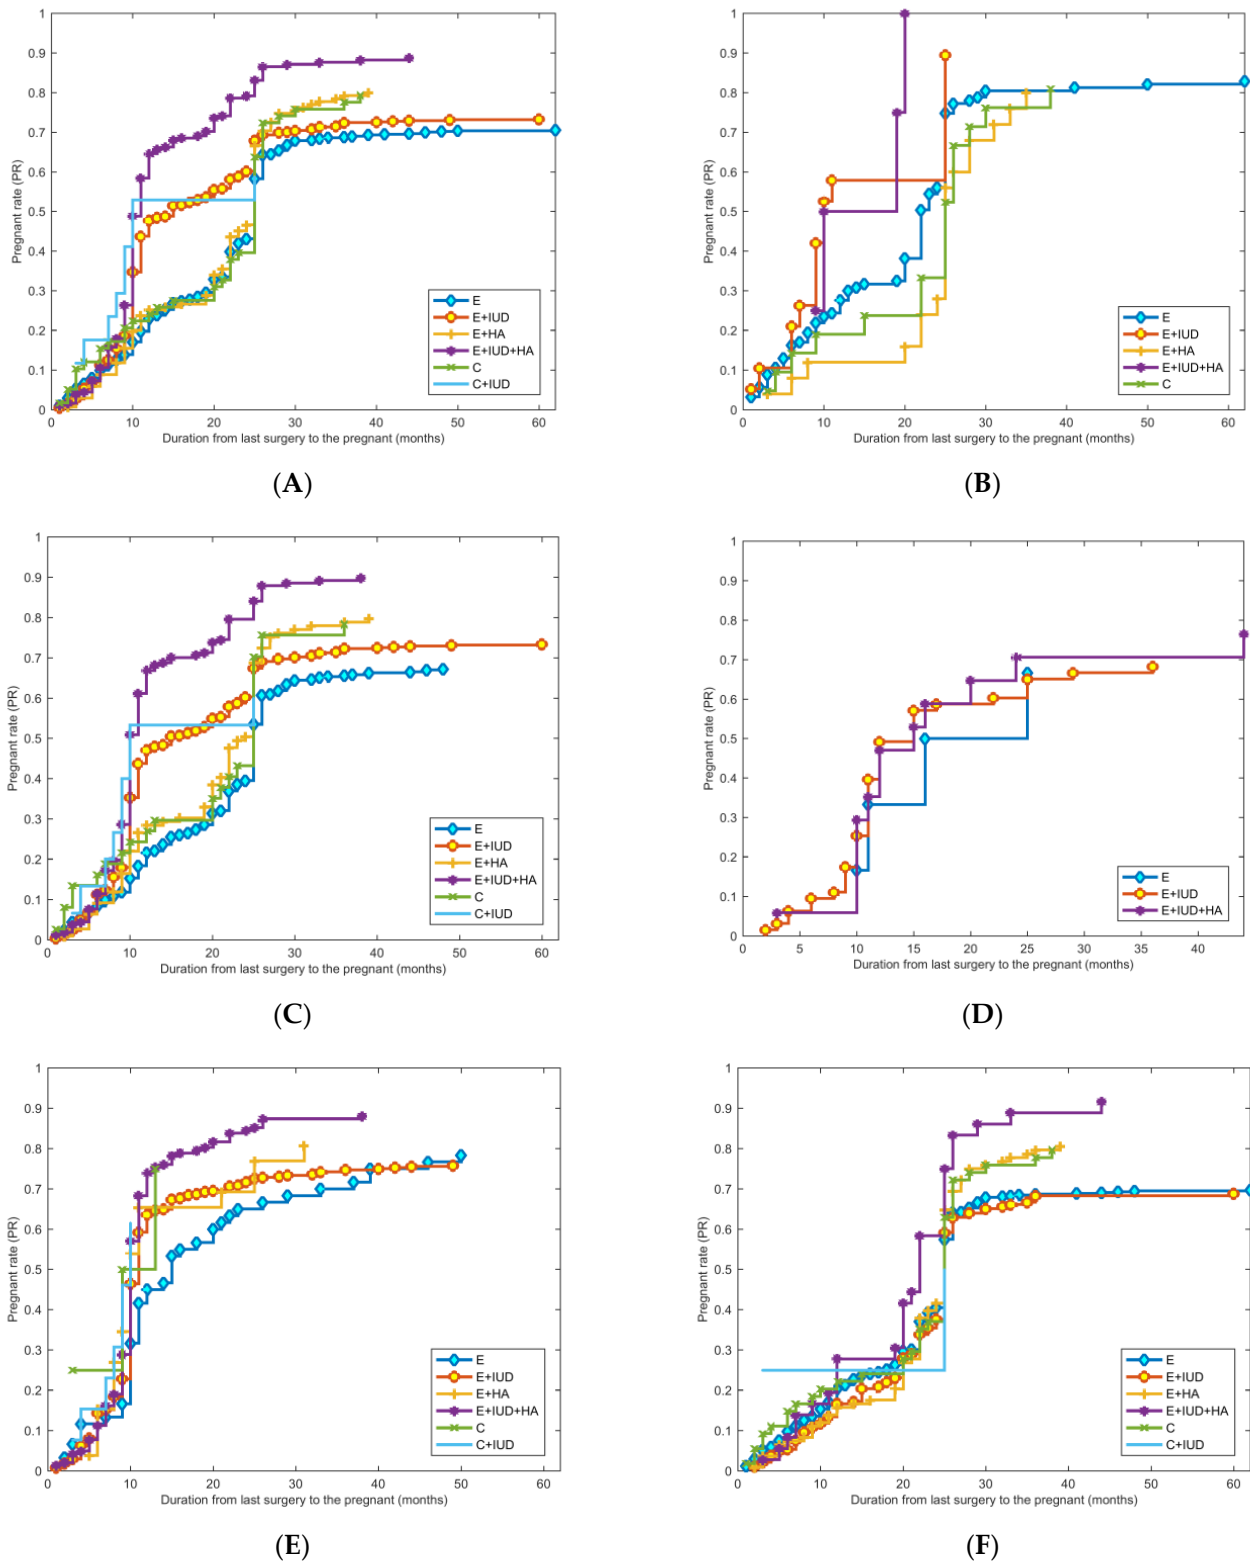 1
0.9
0.8
0.7
0.6
0.5
0.4
0.3
0.2
0.1
0
Pregnant rate (PR)
E
E+IUD
E+HA
E+IUD+HA
C
C+IUD
0 10 20 30 40 50 60
Duration from last surgery to the pregnant (months)
(A)
1
0.9
0.8
0.7
0.6
0.5
0.4
0.3
0.2
0.1
0
Pregnant rate (PR)
E
E+IUD
E+HA
E+IUD+HA
C
0 10 20 30 40 50 60
Duration from last surgery to the pregnant (months)
(B)
1
0.9
0.8
0.7
0.6
0.5
0.4
0.3
0.2
0.1
0
Pregnant rate (PR)
E
E+IUD
E+HA
E+IUD+HA
C
C+IUD
0 10 20 30 40 50 60
Duration from last surgery to the pregnant (months)
(C)
1
0.9
0.8
0.7
0.6
0.5
0.4
0.3
0.2
0.1
0
Pregnant rate (PR)
E
E+IUD
E+IUD+HA
0 5 10 15 20 25 30 35 40
Duration from last surgery to the pregnant (months)
(D)
1
0.9
0.8
0.7
0.6
0.5
0.4
0.3
0.2
0.1
0
Pregnant rate (PR)
E
E+IUD
E+HA
E+IUD+HA
C
C+IUD
0 10 20 30 40 50 60
Duration from last surgery to the pregnant (months)
(E)
1
0.9
0.8
0.7
0.6
0.5
0.4
0.3
0.2
0.1
0
Pregnant rate (PR)
E
E+IUD
E+HA
E+IUD+HA
C
C+IUD
0 10 20 30 40 50 60
Duration from last surgery to the pregnant (months)
(F)